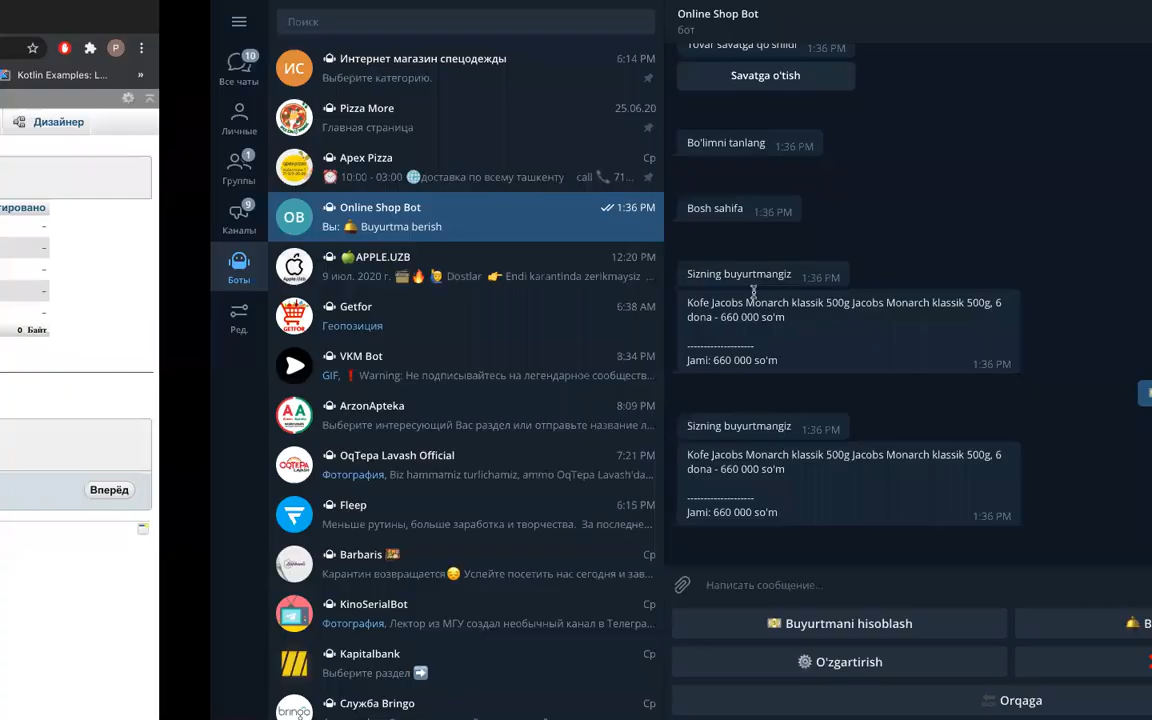 Kotlin Examples: L...
»
Дизайнер
тировано
0 Байт
Вперёд
Поиск
10
Все чаты
Личные
1
Группы
9
Каналы
Боты
Ред.
ИС
Интернет магазин спецодежды
6:14 PM
Выберите категорию.
Pizza More
25.06.20
Главная страница
Apex Pizza
Ср
10:00 - 03:00 доставка по всему ташкенту call 71...
OB
Online Shop Bot
1:36 PM
Вы: Buyurtma berish
APPLE.UZB
12:20 PM
9 июл. 2020 г. Dostlar Endi karantinda zerikmaysiz ...
Getfor
6:38 AM
Геопозиция
VKM Bot
8:34 PM
GIF, Warning: Не подписывайтесь на легендарное сообществ...
ArzonApteka
8:09 PM
Выберите интересующий Вас раздел или отправьте название л...
OqTepa Lavash Official
7:21 PM
Фотография, Biz hammamiz turlichamiz, ammo OqTepa Lavash'da...
Fleep
6:15 PM
Меньше рутины, больше заработка и творчества. За последне...
Barbaris
Ср
Карантин возвращается Успейте посетить нас сегодня и зав...
KinoSerialBot
Ср
Фотография, Лектор из МГУ создал необычный канал в Телегра...
Kapitalbank
Ср
Выберите раздел
Служба Bringo
Ср
Online Shop Bot
бот
Tovar savatga qo'shildi 1:36 PM
Savatga o'tish
Bo'limni tanlang 1:36 PM
Bosh sahifa 1:36 PM
Sizning buyurtmangiz 1:36 PM
Kofe Jacobs Monarch klassik 500g Jacobs Monarch klassik 500g, 6
dona - 660 000 so'm
--------------------
Jami: 660 000 so'm
1:36 PM
Sizning buyurtmangiz 1:36 PM
Kofe Jacobs Monarch klassik 500g Jacobs Monarch klassik 500g, 6
dona - 660 000 so'm
--------------------
Jami: 660 000 so'm
1:36 PM
Написать сообщение...
Buyurtmani hisoblash
B
O'zgartirish
Orqaga